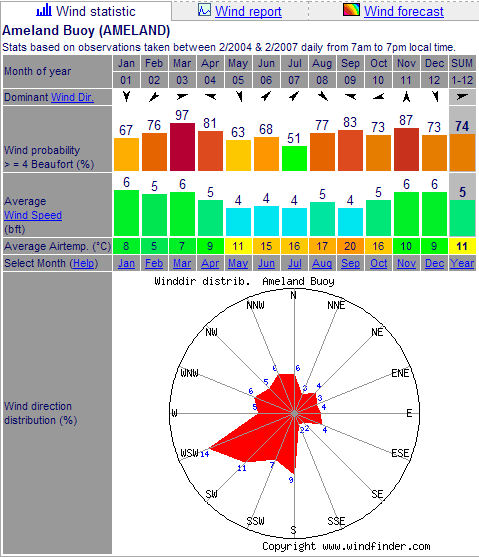 Wind statistic Wind report Wind forecast
Ameland Buoy (AMELAND)
Stats based on observations taken between 2/2004 & 2/2007 daily from 7am to 7pm local time.
Month of year Jan Feb Mar Apr May Jun Jul Aug Sep Oct Nov Dec SUM
01 02 03 04 05 06 07 08 09 10 11 12 1-12
Dominant Wind Dir.
Wind probability
> = 4 Beaufort (%)
67 76 97 81 63 68 51 77 83 73 87 73 74
Average
Wind Speed
(bft)
6 5 6 5 4 4 4 5 4 5 6 6 5
Average Airtemp. (°C) 8 5 7 9 11 15 16 17 20 16 10 9 11
Select Month (Help) Jan Feb Mar Apr May Jun Jul Aug Sep Oct Nov Dec Year
Wind direction
distribution (%)
Winddir distrib. Ameland Buoy
N
NNW NNE
NW NE
WNW ENE
W E
WSW ESE
SW SE
SSW SSE
S
6 6 3 4 3 4 4 2 2 9 7 11 14 5 6 5
Copyright www.windfinder.com